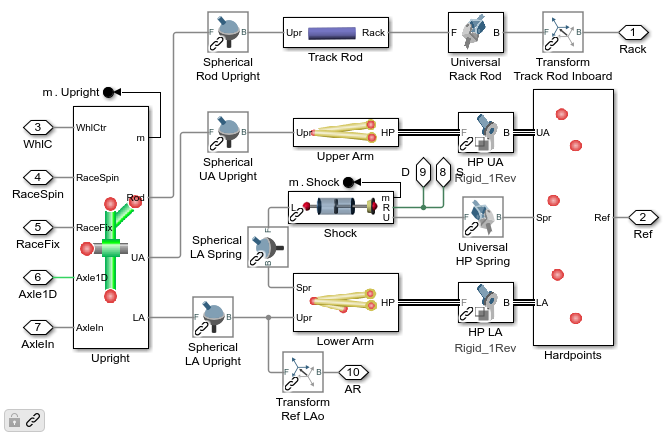 Upr
Rack
F
B
F
B
F
B
1
Rack
Spherical
Rod Upright
Track Rod
Universal
Rack Rod
Transform
Track Rod Inboard
m . Upright
3
WhlC
WhlCtr
m
F
B
Upr
HP
F
B
UA
Spherical
UA Upright
Upper Arm
HP UA
Rigid_1Rev
4
RaceSpin
RaceSpin
Rod
m . Shock
D
9
8
S
L
m
R
U
Shock
F
B
Spr
Ref
2
Ref
5
RaceFix
RaceFix
Spherical
LA Spring
F
B
Universal
HP Spring
UA
6
Axle1D
Axle1D
Spr
Upr
HP
F
B
LA
7
AxleIn
AxleIn
LA
F
B
Spherical
LA Upright
Lower Arm
HP LA
Rigid_1Rev
Upright
Hardpoints
F
B
10
AR
Transform
Ref LAo